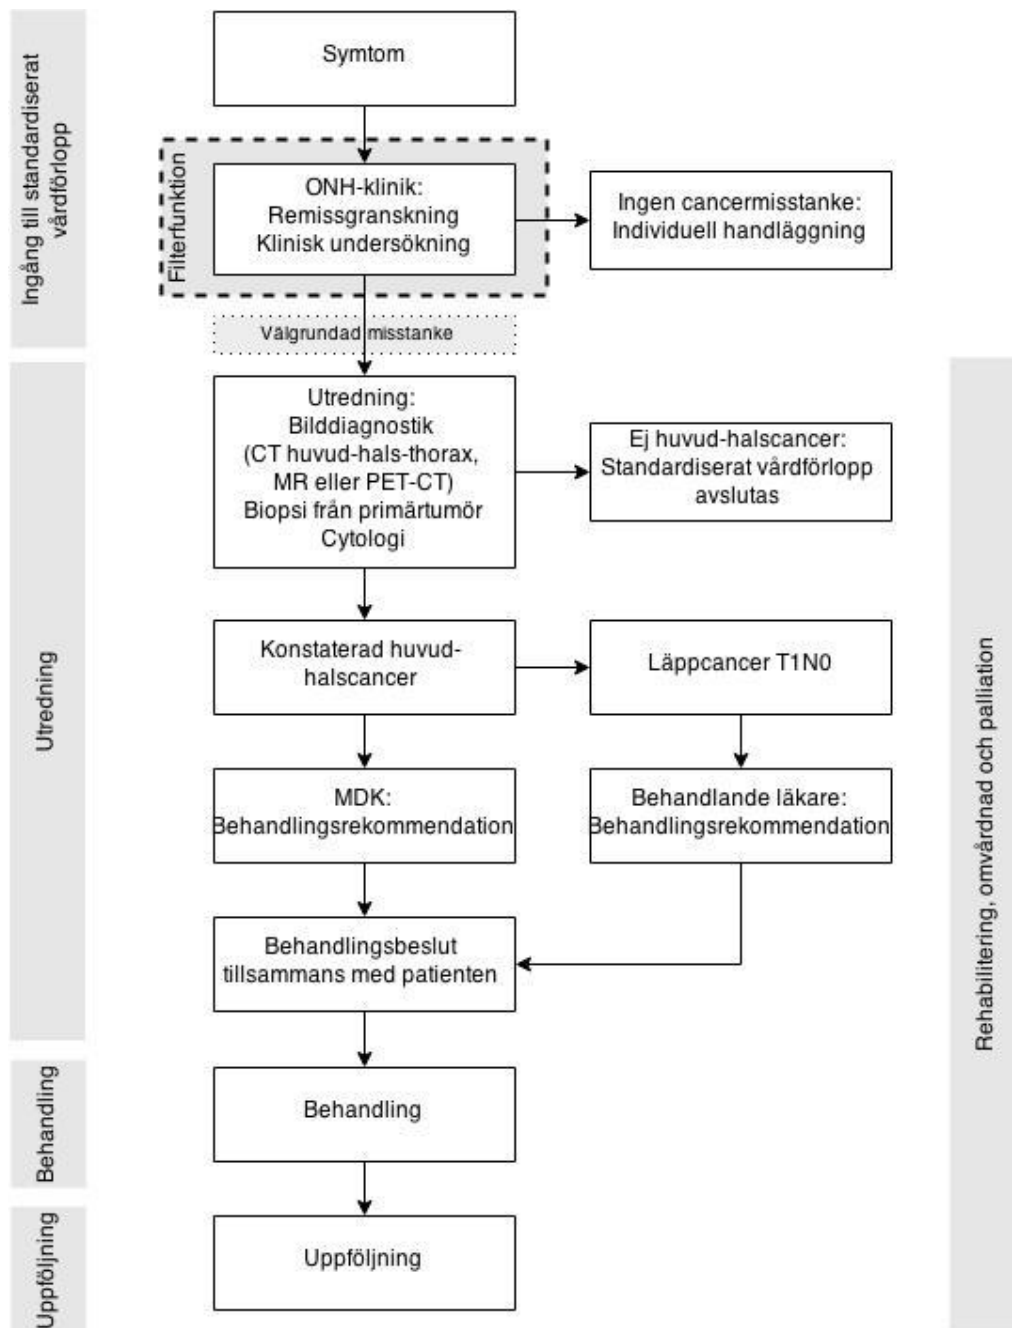 Ingång till standardiserat
vårdförlopp
Symtom
Filterfunktion
ONH-klinik:
Remissgranskning
Klinisk undersökning
Ingen cancermisstanke:
Individuell handläggning
Välgrundad misstanke
Utredning
Utredning:
Bilddiagnostik
(CT huvud-hals-thorax,
MR eller PET-CT)
Biopsi från primärtumör
Cytologi
Ej huvud-halscancer:
Standardiserat vårdförlopp
avslutas
Konstaterad huvud-
halscancer
Läppcancer T1N0
MDK:
Behandlingsrekommendation
Behandlande läkare:
Behandlingsrekommendation
Behandlingsbeslut
tillsammans med patienten
Behandling
Behandling
Uppföljning
Uppföljning
Rehabilitering, omvårdnad och palliation